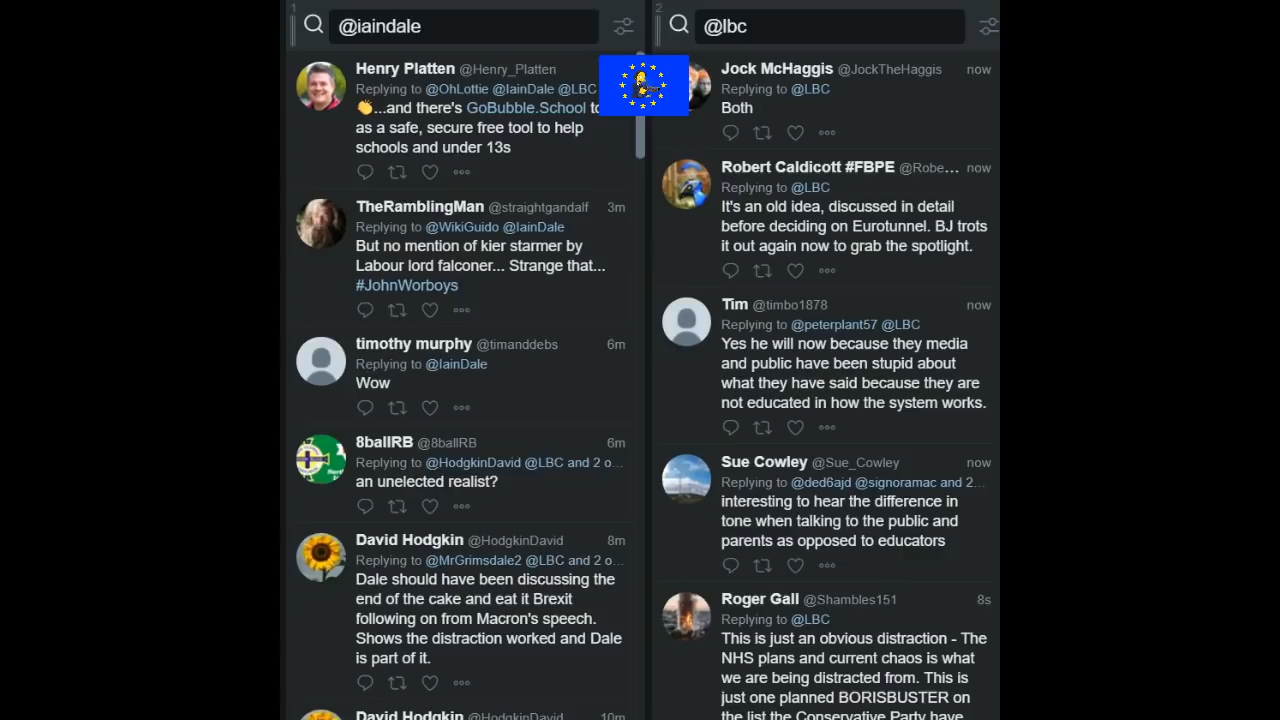 1
@iaindale
Henry Platten @Henry_Platten
Replying to @OhLottie @IainDale @LBC
👏...and there's GoBubble.School to
as a safe, secure free tool to help
schools and under 13s
TheRamblingMan @straightgandalf 3m
Replying to @WikiGuido @IainDale
But no mention of kier starmer by
Labour lord falconer... Strange that...
#JohnWorboys
timothy murphy @timanddebs 6m
Replying to @IainDale
Wow
8ballRB @8ballRB 6m
Replying to @HodgkinDavid @LBC and 2 o...
an unelected realist?
David Hodgkin @HodgkinDavid 8m
Replying to @MrGrimsdale2 @LBC and 2 o...
Dale should have been discussing the
end of the cake and eat it Brexit
following on from Macron's speech.
Shows the distraction worked and Dale
is part of it.
David Hodgkin @HodgkinDavid 10m
2
@lbc
Jock McHaggis @JockTheHaggis now
Replying to @LBC
Both
Robert Caldicott #FBPE @Robe... now
Replying to @LBC
It's an old idea, discussed in detail
before deciding on Eurotunnel. BJ trots
it out again now to grab the spotlight.
Tim @timbo1878 now
Replying to @peterplant57 @LBC
Yes he will now because they media
and public have been stupid about
what they have said because they are
not educated in how the system works.
Sue Cowley @Sue_Cowley now
Replying to @ded6ajd @signoramac and 2...
interesting to hear the difference in
tone when talking to the public and
parents as opposed to educators
Roger Gall @Shambles151 8s
Replying to @LBC
This is just an obvious distraction - The
NHS plans and current chaos is what
we are being distracted from. This is
just one planned BORISBUSTER on
the list the Conservative Party have